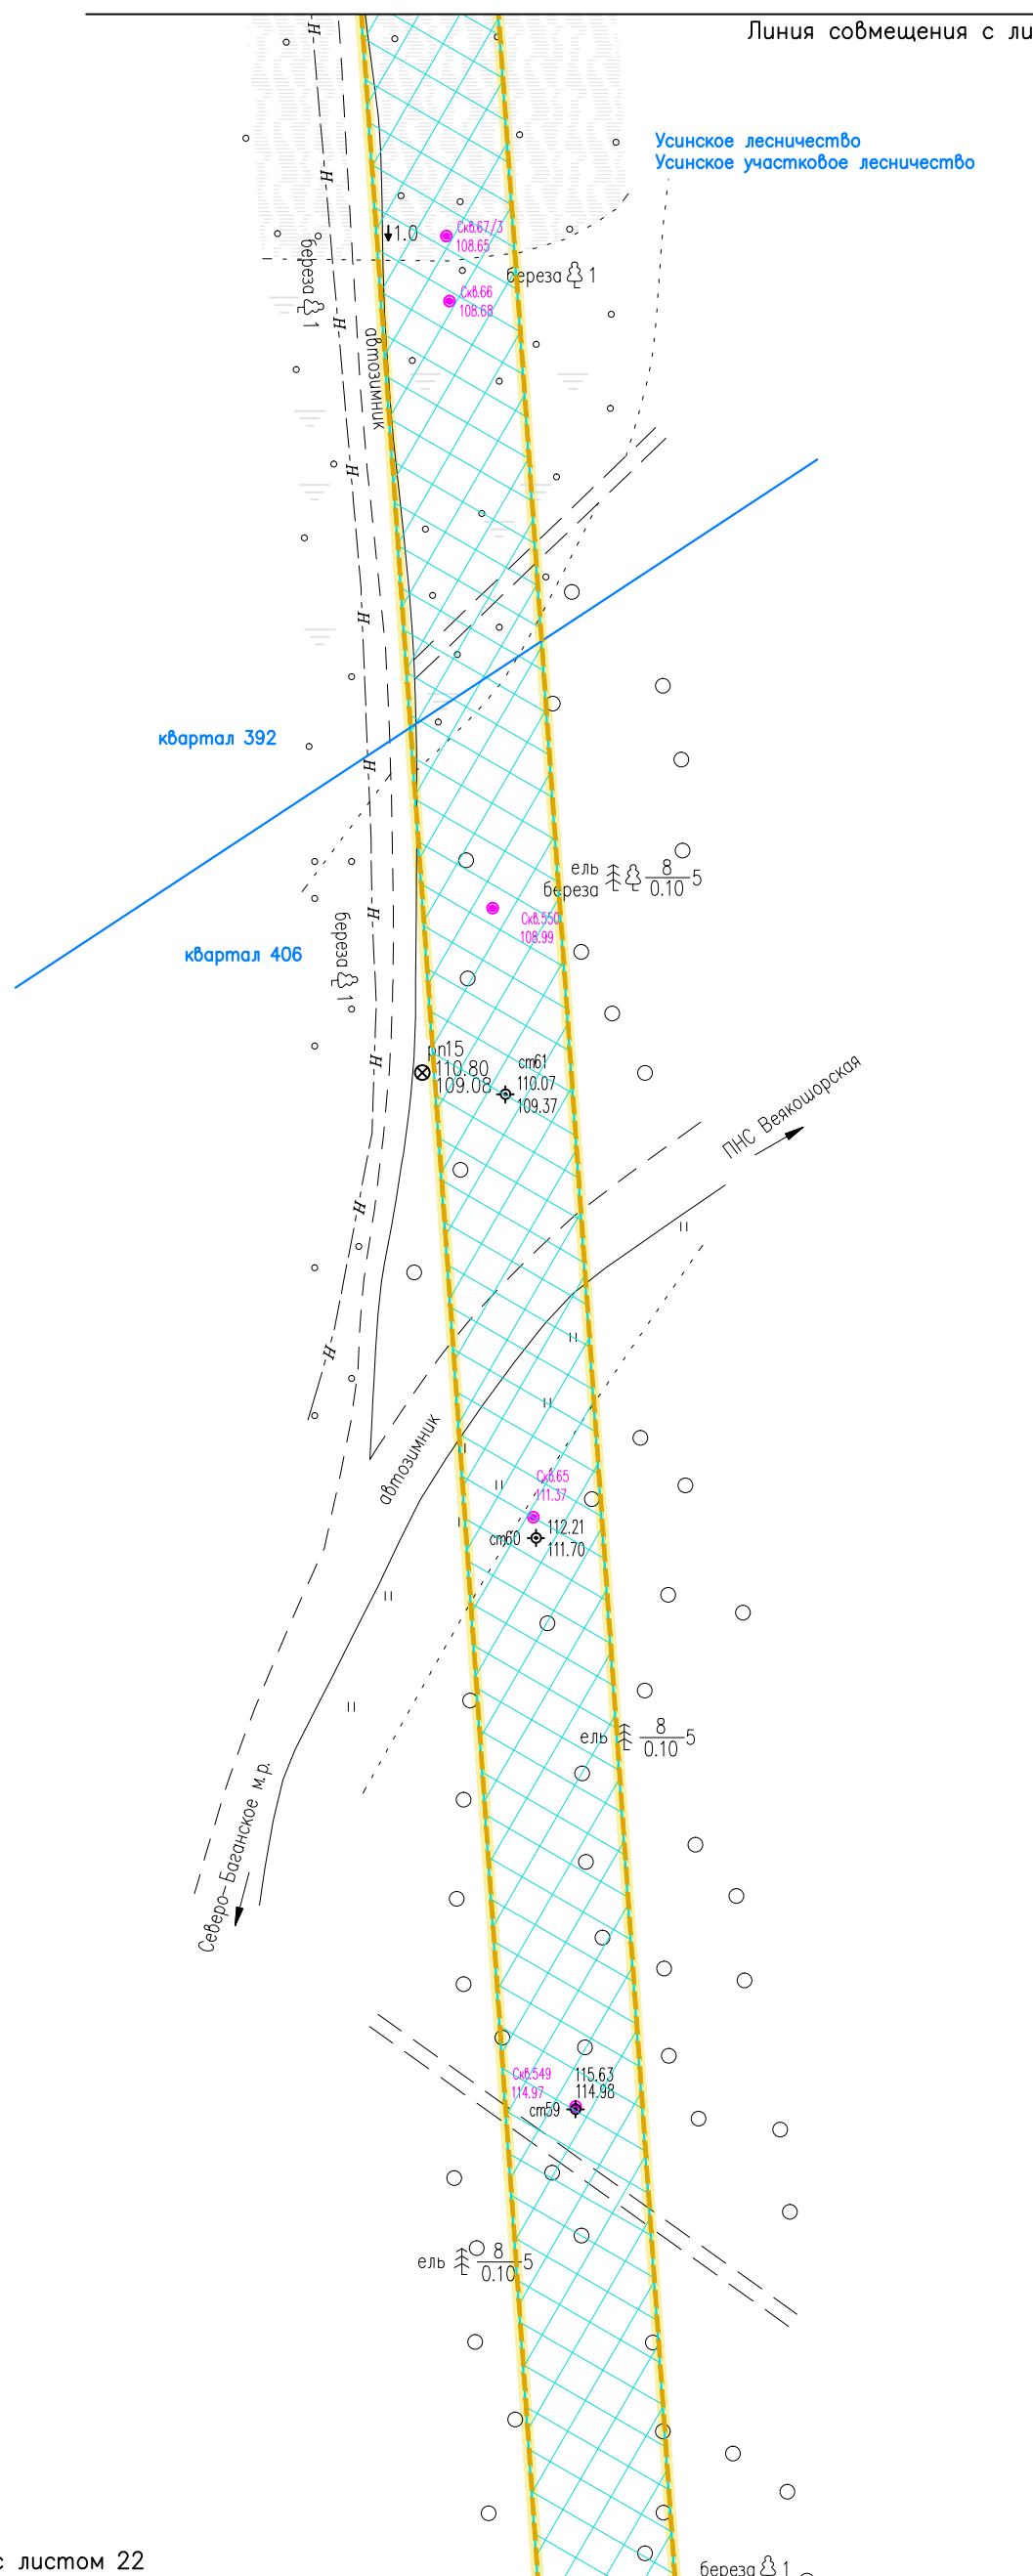 Линия совмещения с ли
Н
Усинское лесничество
Усинское участковое лесничество
Н
Скв.67/3
108.65
1.0
береза 1
береза 1
Скв.66
108.68
Н
автозимник
Н
Н
квартал 392
Н
ель
береза
8
0.10
5
Скв.550
108.99
Н
береза 1
квартал 406
рп15
110.80
109.08
ст61
110.07
109.37
Н
ПНС Веякошорская
Н
Н
автозимник
Скв.65
111.37
ст60
112.21
111.70
ель
8
0.10
5
Северо-Баганское м.р.
Скв.549
114.97
115.63
114.98
ст59
ель
8
0.10
5
с листом 22
береза 1